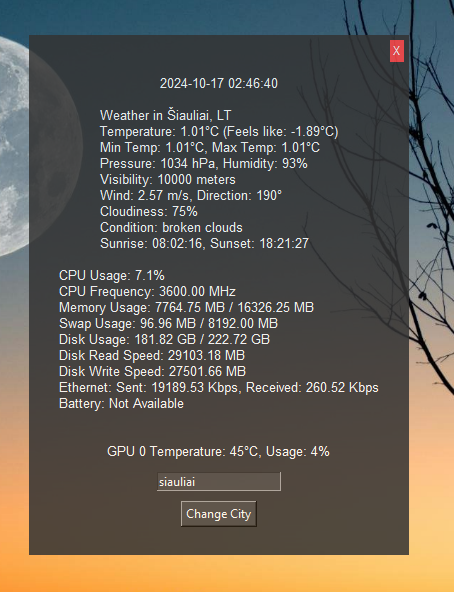 X
2024-10-17 02:46:40
Weather in Šiauliai, LT
Temperature: 1.01°C (Feels like: -1.89°C)
Min Temp: 1.01°C, Max Temp: 1.01°C
Pressure: 1034 hPa, Humidity: 93%
Visibility: 10000 meters
Wind: 2.57 m/s, Direction: 190°
Cloudiness: 75%
Condition: broken clouds
Sunrise: 08:02:16, Sunset: 18:21:27
CPU Usage: 7.1%
CPU Frequency: 3600.00 MHz
Memory Usage: 7764.75 MB / 16326.25 MB
Swap Usage: 96.96 MB / 8192.00 MB
Disk Usage: 181.82 GB / 222.72 GB
Disk Read Speed: 29103.18 MB
Disk Write Speed: 27501.66 MB
Ethernet: Sent: 19189.53 Kbps, Received: 260.52 Kbps
Battery: Not Available
GPU 0 Temperature: 45°C, Usage: 4%
siauliai
Change City